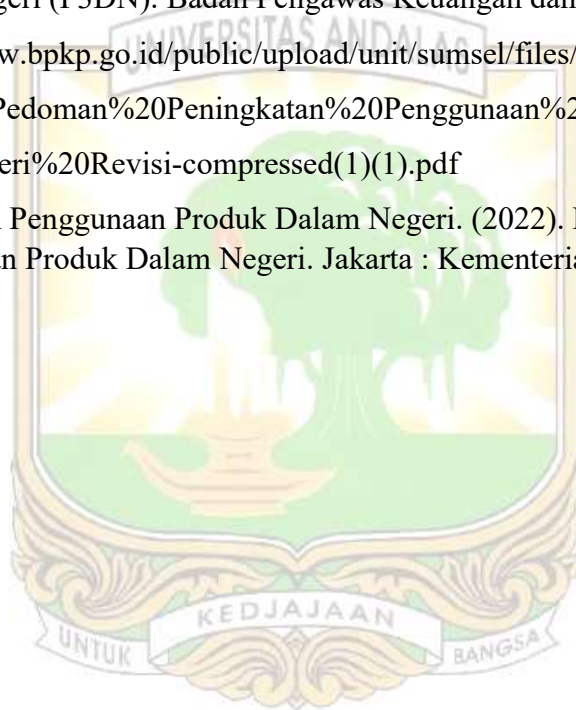 geri (P3DN). Badan Pengawas Keuangan dan
UNIVERSITAS ANDALAS
w.bpkp.go.id/public/upload/unit/sumsel/files/
Pedoman%20Peningkatan%20Penggunaan%2
eri%20Revisi-compressed(1)(1).pdf
Penggunaan Produk Dalam Negeri. (2022).
n Produk Dalam Negeri. Jakarta : Kementeria
UNTUK KEDJAJAAN BANGSA